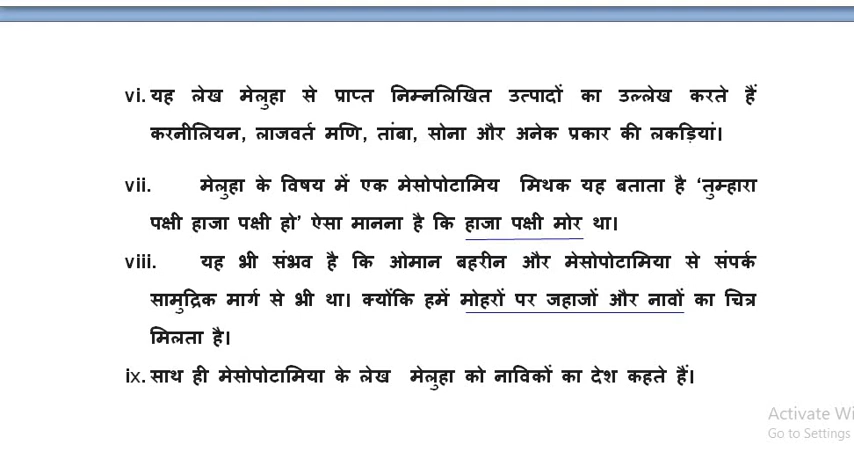 vi. यह लेख मेलुहा से प्राप्त निम्नलिखित उत्पादों का उल्लेख करते हैं
करनीलियन, लाजवर्त मणि, तांबा, सोना और अनेक प्रकार की लकड़ियां।
vii. मेलुहा के विषय में एक मेसोपोटामिय मिथक यह बताता है ‘तुम्हारा
पक्षी हाजा पक्षी हो’ ऐसा मानना है कि हाजा पक्षी मोर था।
viii. यह भी संभव है कि ओमान बहरीन और मेसोपोटामिया से संपर्क
सामुद्रिक मार्ग से भी था। क्योंकि हमें मोहरों पर जहाजों और नावों का चित्र
मिलता है।
ix. साथ ही मेसोपोटामिया के लेख मेलुहा को नाविकों का देश कहते हैं।
Activate Wi
Go to Settings